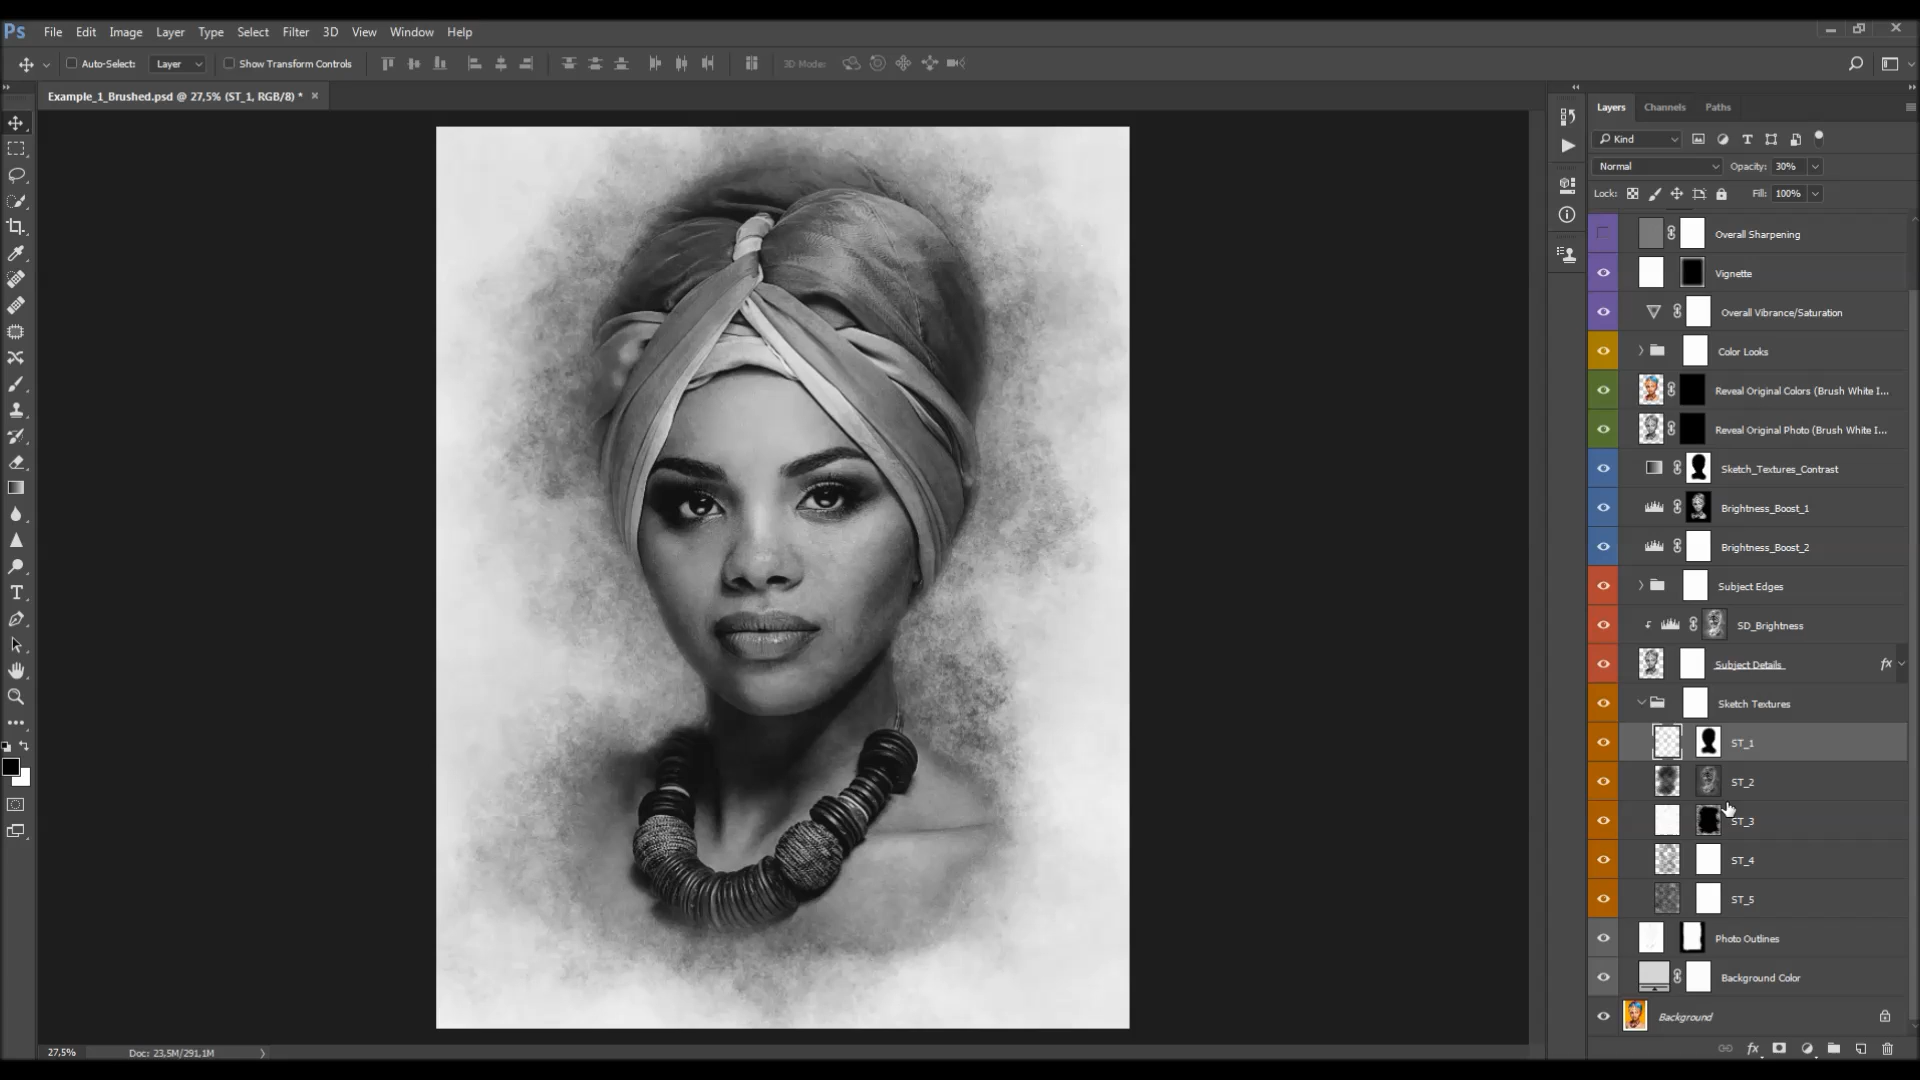 Ps File Edit Image Layer Type Select Filter 3D View Window Help
Auto-Select: Layer Show Transform Controls 3D Mode:
Example_1_Brushed.psd @ 27,5% (ST_1, RGB/8) *
Layers Channels Paths
Kind
Normal Opacity: 30%
Lock: Fill: 100%
Overall Sharpening
Vignette
Overall Vibrance/Saturation
Color Looks
Reveal Original Colors (Brush White I...
Reveal Original Photo (Brush White I...
Sketch_Textures_Contrast
Brightness_Boost_1
Brightness_Boost_2
Subject Edges
SD_Brightness
Subject Details fx
Sketch Textures
ST_1
ST_2
ST_3
ST_4
ST_5
Photo Outlines
Background Color
Background
fx
27,5% Doc: 23,5M/291,1M